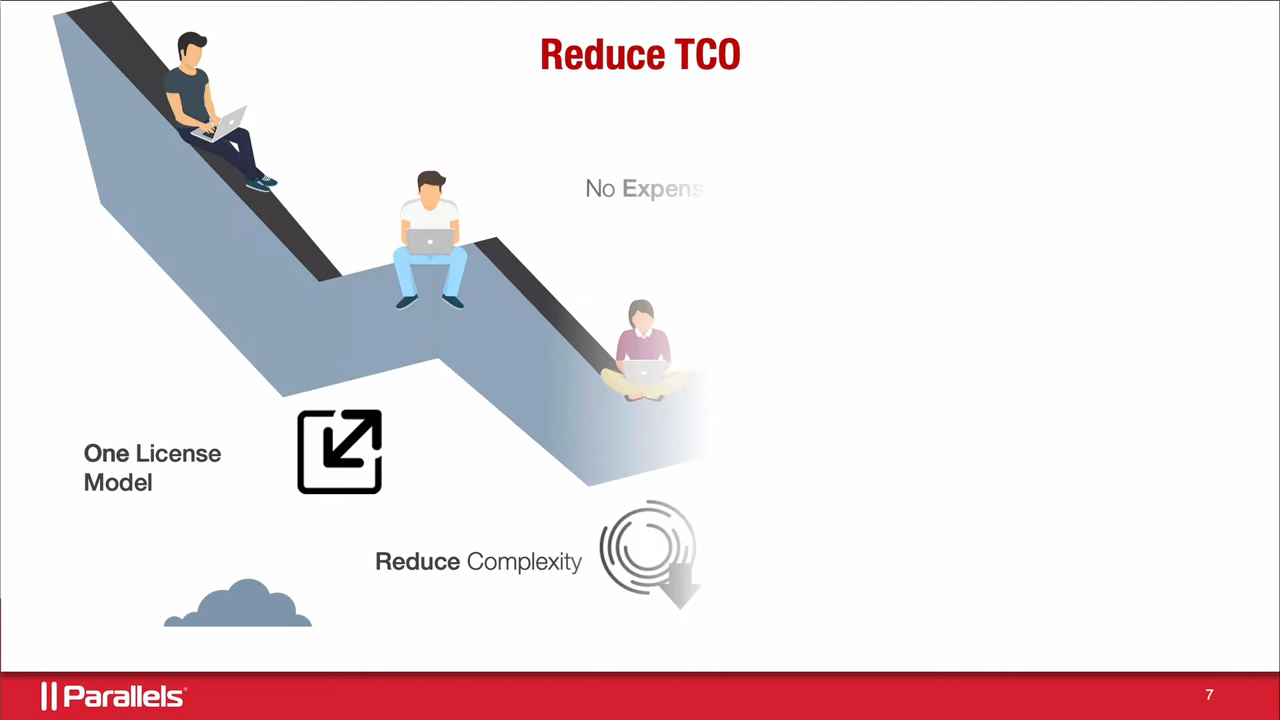 Reduce TCO
No Expens
One License
Model
Reduce Complexity
Parallels
7